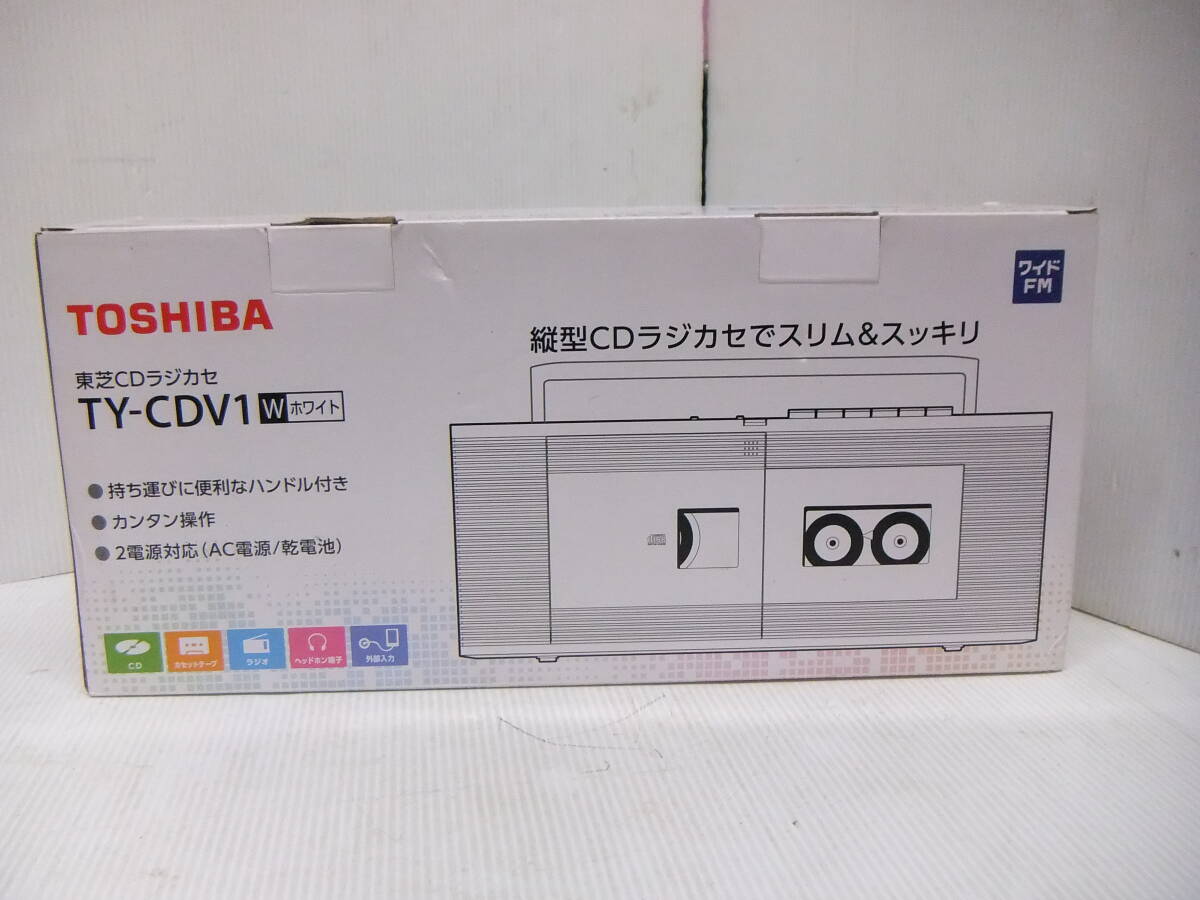 TOSHIBA
東芝CDラジカセ
TY-CDV1 W ホワイト
●持ち運びに便利なハンドル付き
●カンタン操作
●2電源対応(AC電源/乾電池)
CD
カセットテープ
ラジオ
ヘッドホン端子
外部入力
ワイド
FM
縦型CDラジカセでスリム&スッキリ